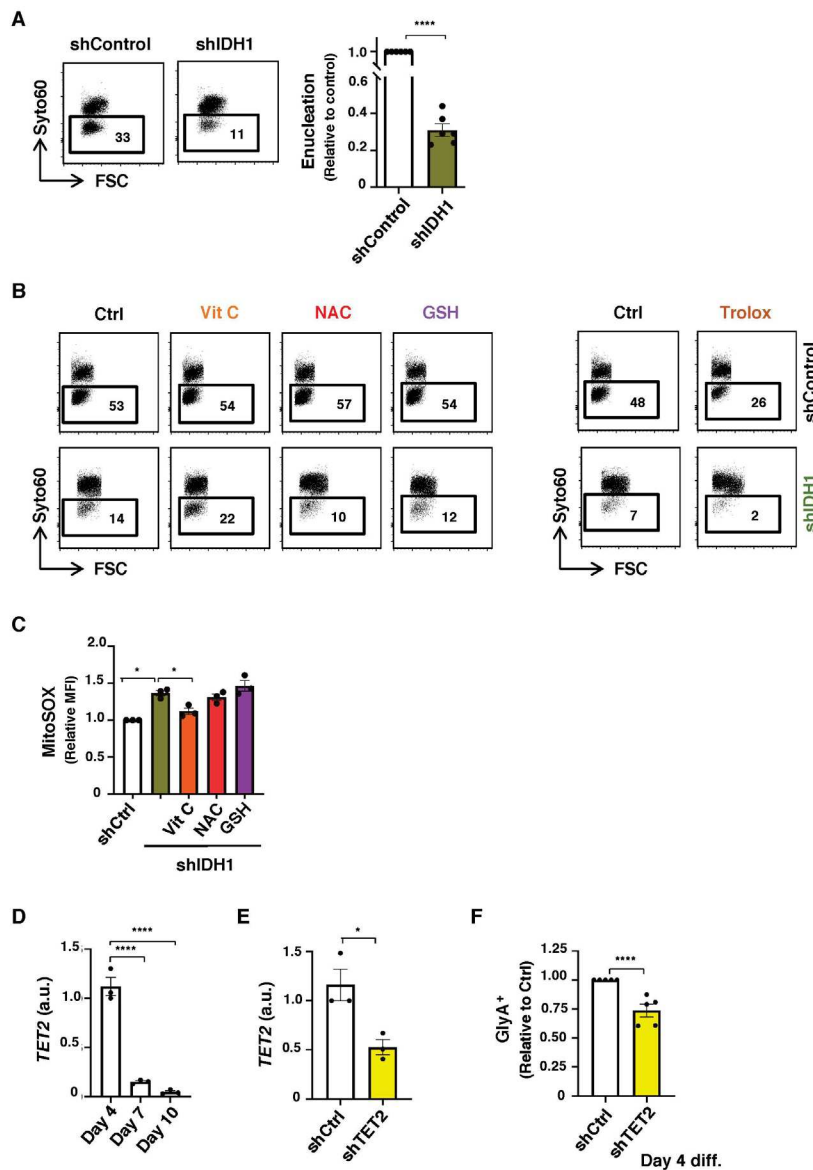 A
shControl
shIDH1
Syto60
FSC
33
11
Enucleation
(Relative to control)
1.0
0.6
0.4
0.2
0
****
shControl
shIDH1
B
Ctrl
Vit C
NAC
GSH
Ctrl
Trolox
53
54
57
54
48
26
shControl
Syto60
14
22
10
12
7
2
shIDH1
FSC
FSC
C
MitoSOX
(Relative MFI)
2.0
1.5
1.0
0.5
0
*
*
shCtrl
Vit C
NAC
GSH
shIDH1
D
TET2 (a.u.)
1.5
1.0
0.5
0
****
****
Day 4
Day 7
Day 10
E
TET2 (a.u.)
1.5
1.0
0.5
0
*
shCtrl
shTET2
F
GlyA+
(Relative to Ctrl)
1.25
1.00
0.75
0.50
0.25
0
****
shCtrl
shTET2
Day 4 diff.